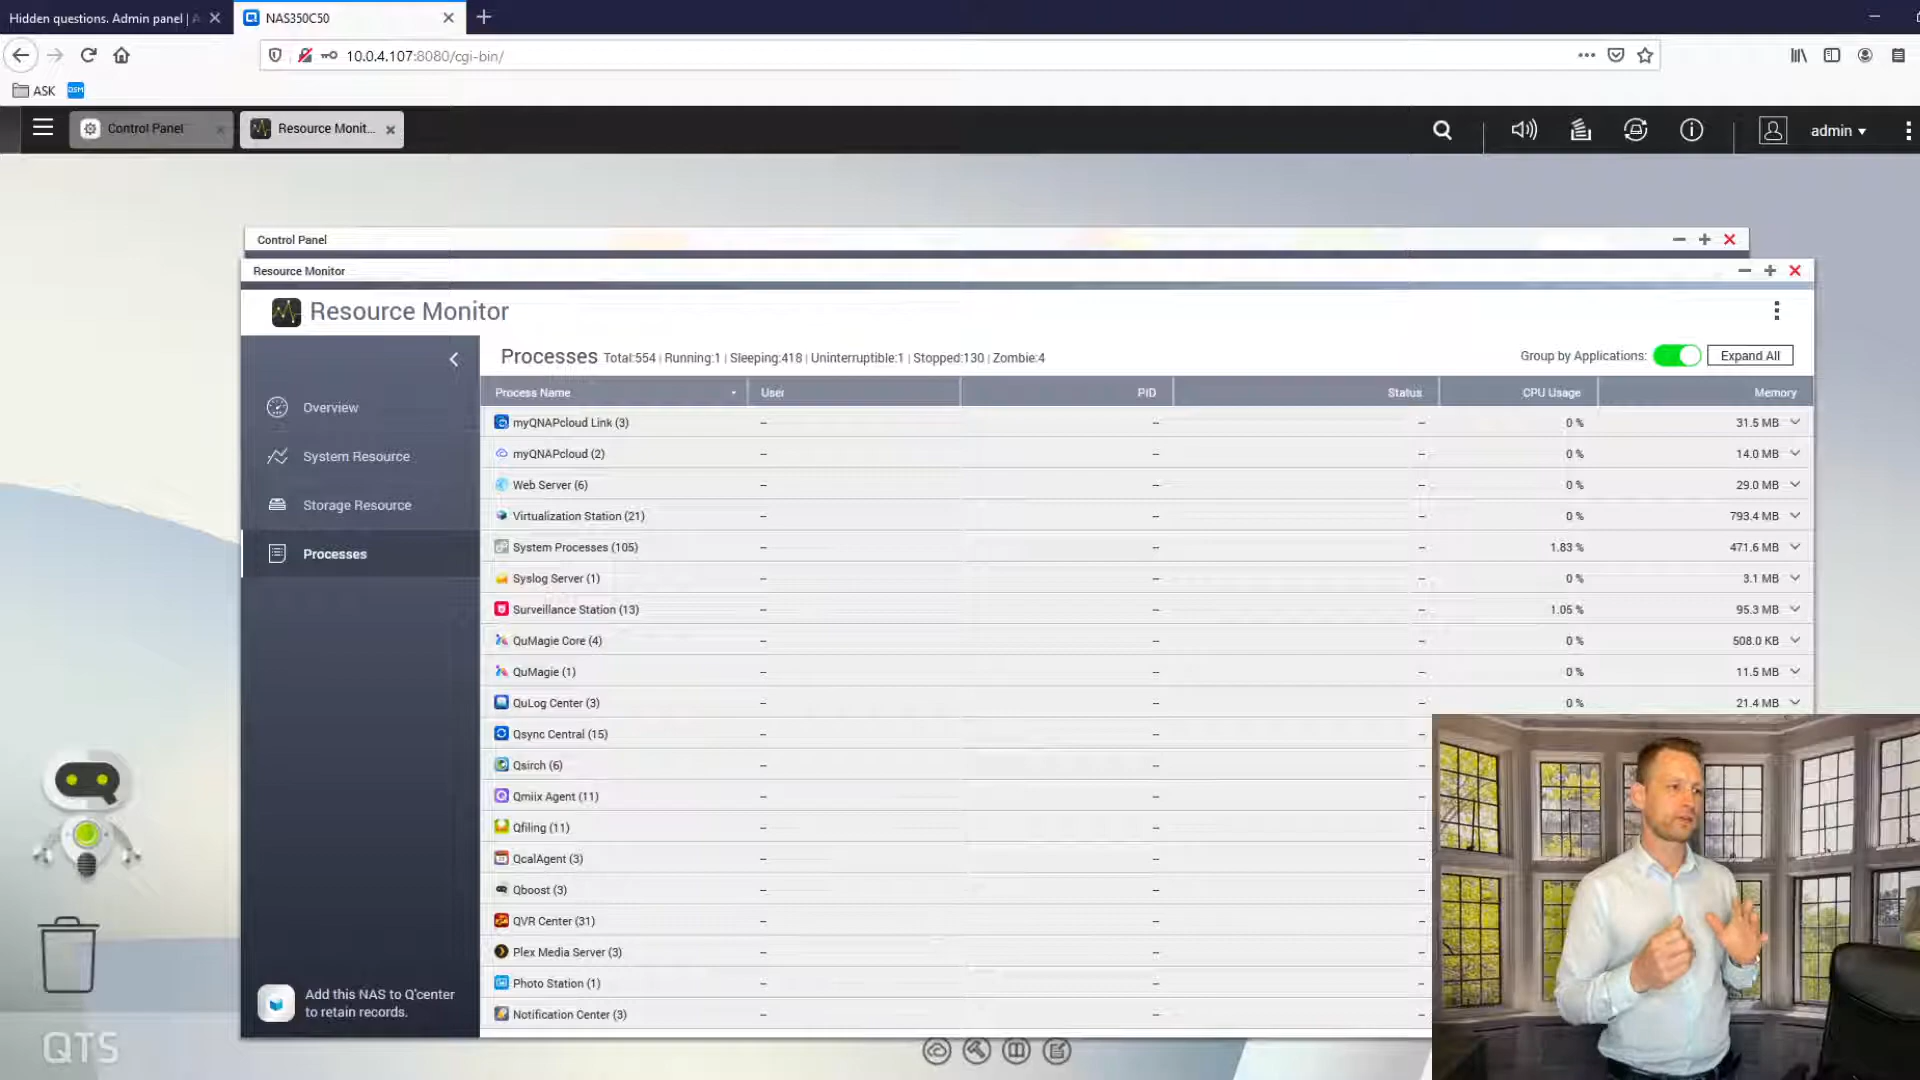 Hidden questions. Admin panel | A
NAS350C50
10.0.4.107:8080/cgi-bin/
ASK
DSM
Control Panel
Resource Monit...
admin
Control Panel
Resource Monitor
Resource Monitor
Processes Total:554 | Running:1 | Sleeping:418 | Uninterruptible:1 | Stopped:130 | Zombie:4
Group by Applications:
Expand All
Overview
System Resource
Storage Resource
Processes
Process Name User PID Status CPU Usage Memory
myQNAPcloud Link (3) -- -- -- 0 % 31.5 MB
myQNAPcloud (2) -- -- -- 0 % 14.0 MB
Web Server (6) -- -- -- 0 % 29.0 MB
Virtualization Station (21) -- -- -- 0 % 793.4 MB
System Processes (105) -- -- -- 1.83 % 471.6 MB
Syslog Server (1) -- -- -- 0 % 3.1 MB
Surveillance Station (13) -- -- -- 1.05 % 95.3 MB
QuMagie Core (4) -- -- -- 0 % 508.0 KB
QuMagie (1) -- -- -- 0 % 11.5 MB
QuLog Center (3) -- -- -- 0 % 21.4 MB
Qsync Central (15) -- -- --
Qsirch (6) -- -- --
Qmiix Agent (11) -- -- --
Qfiling (11) -- -- --
QcalAgent (3) -- -- --
Qboost (3) -- -- --
QVR Center (31) -- -- --
Plex Media Server (3) -- -- --
Photo Station (1) -- -- --
Notification Center (3) -- -- --
Add this NAS to Q'center
to retain records.
QTS